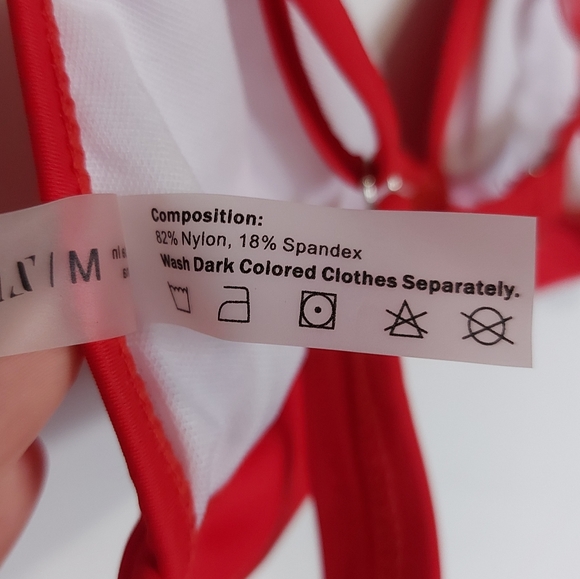 / M
Composition:
82% Nylon, 18% Spandex
Wash Dark Colored Clothes Separately.